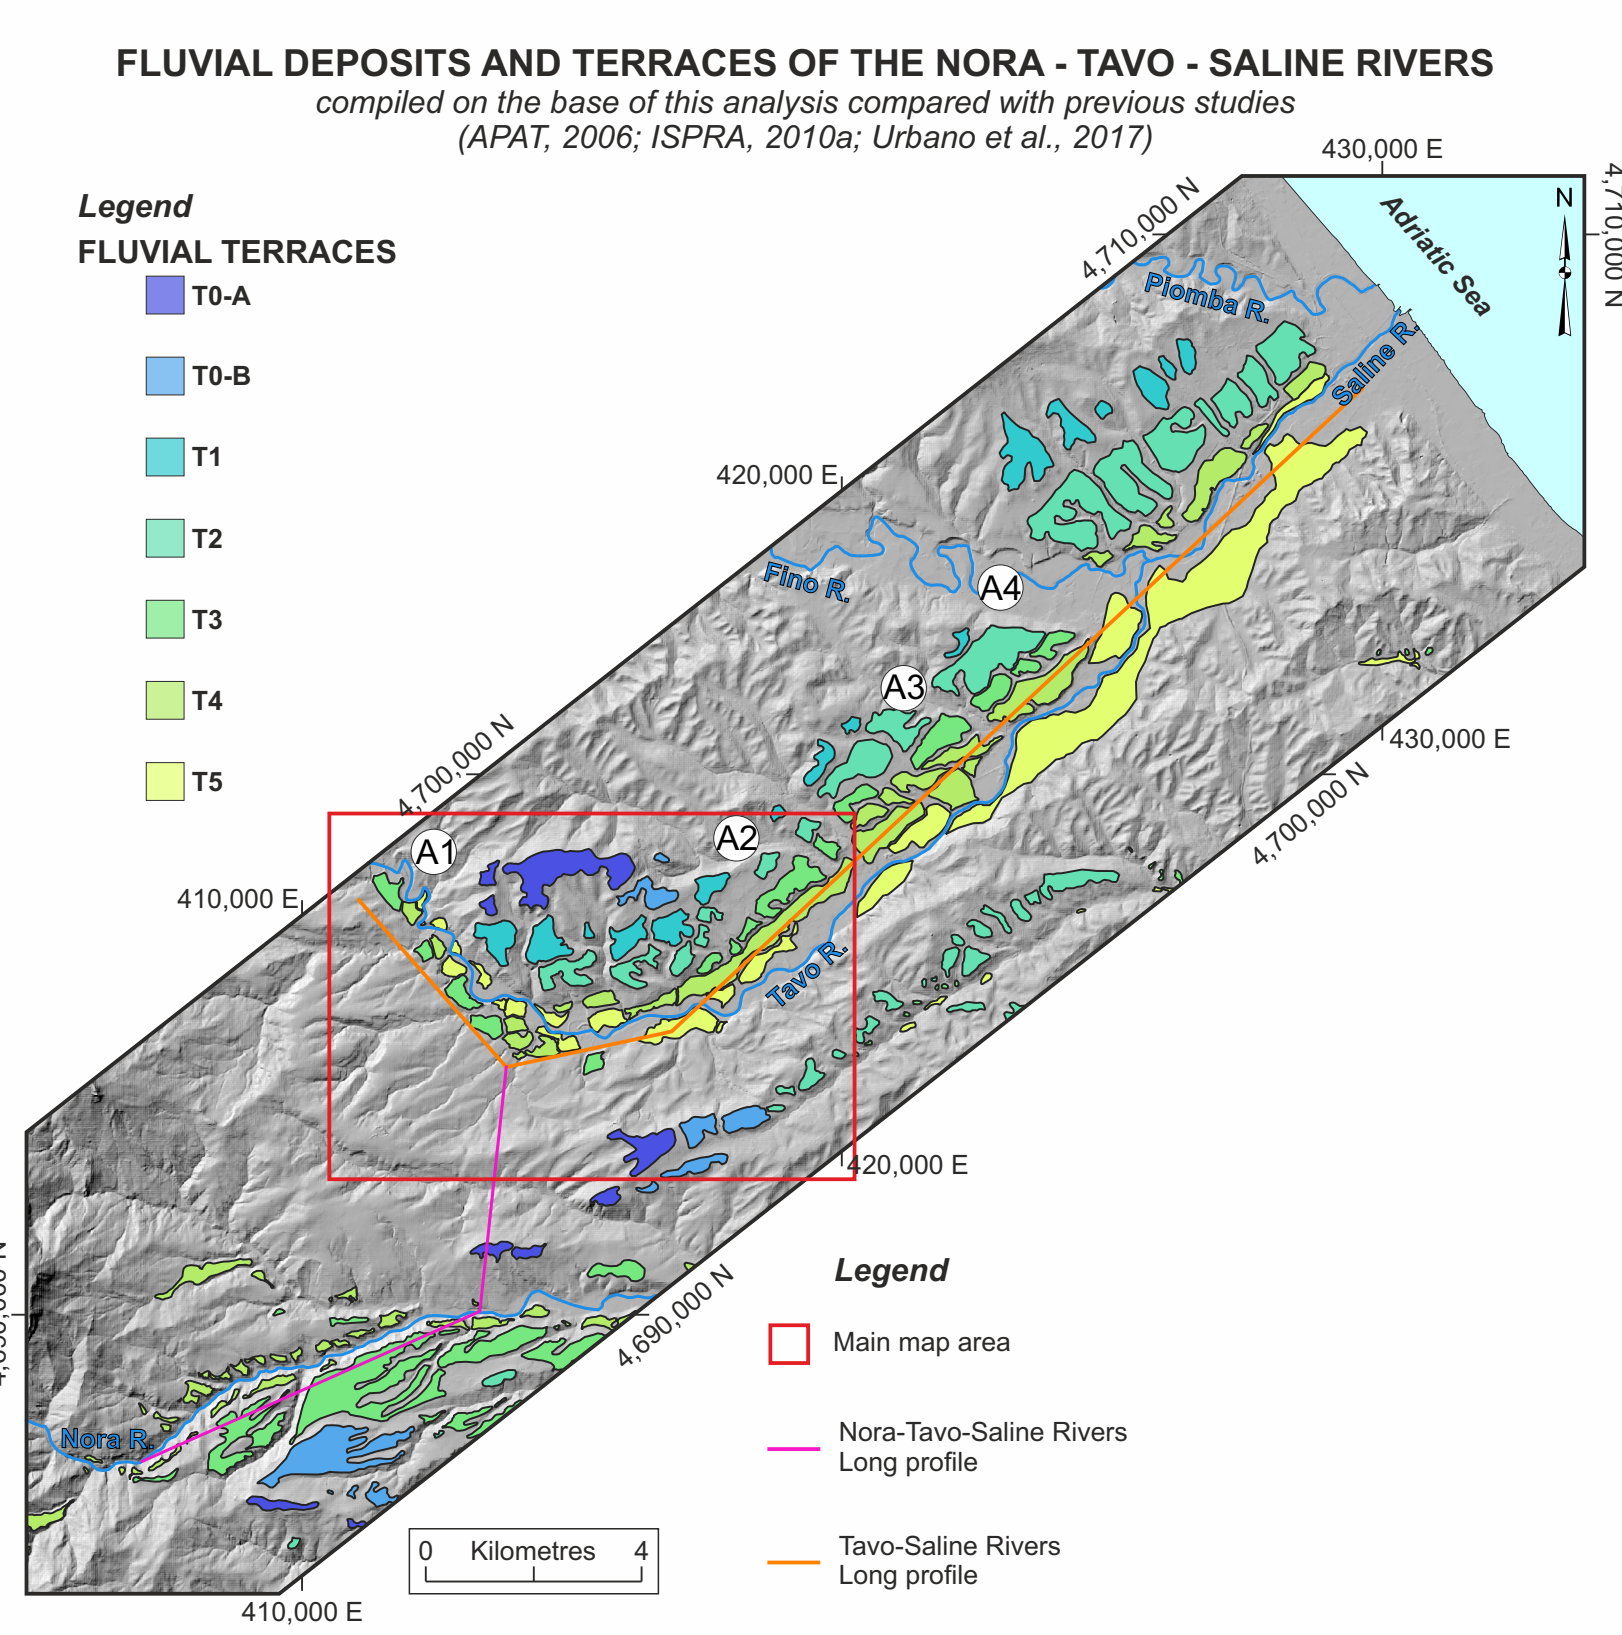 FLUVIAL DEPOSITS AND TERRACES OF THE NORA - TAVO - SALINE RIVERS
compiled on the base of this analysis compared with previous studies
(APAT, 2006; ISPRA, 2010a; Urbano et al., 2017)
430,000 E
4,710,000 N
4,710,000 N
Legend
FLUVIAL TERRACES
T0-A
T0-B
T1
T2
T3
T4
T5
N
Adriatic Sea
Piomba R.
Saline R.
420,000 E
Fino R.
A4
A3
4,700,000 N
430,000 E
4,700,000 N
A1
A2
410,000 E
Tavo R.
420,000 E
4,690,000 N
Nora R.
Legend
Main map area
Nora-Tavo-Saline Rivers
Long profile
Tavo-Saline Rivers
Long profile
0 Kilometres 4
410,000 E